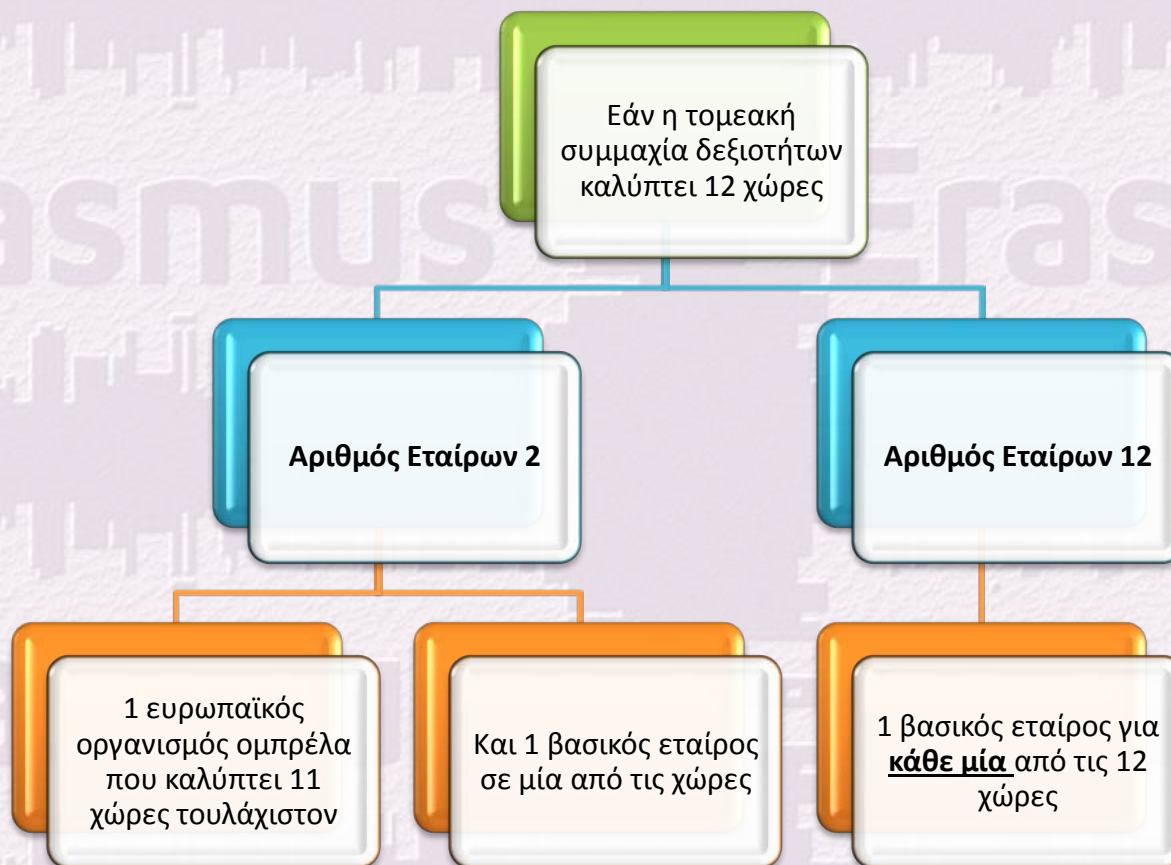 Εάν η τομεακή
συμμαχία δεξιοτήτων
καλύπτει 12 χώρες
Αριθμός Εταίρων 2
Αριθμός Εταίρων 12
1 ευρωπαϊκός
οργανισμός ομπρέλα
που καλύπτει 11
χώρες τουλάχιστον
Και 1 βασικός εταίρος
σε μία από τις χώρες
1 βασικός εταίρος για
κάθε μία από τις 12
χώρες
asmus
Eras